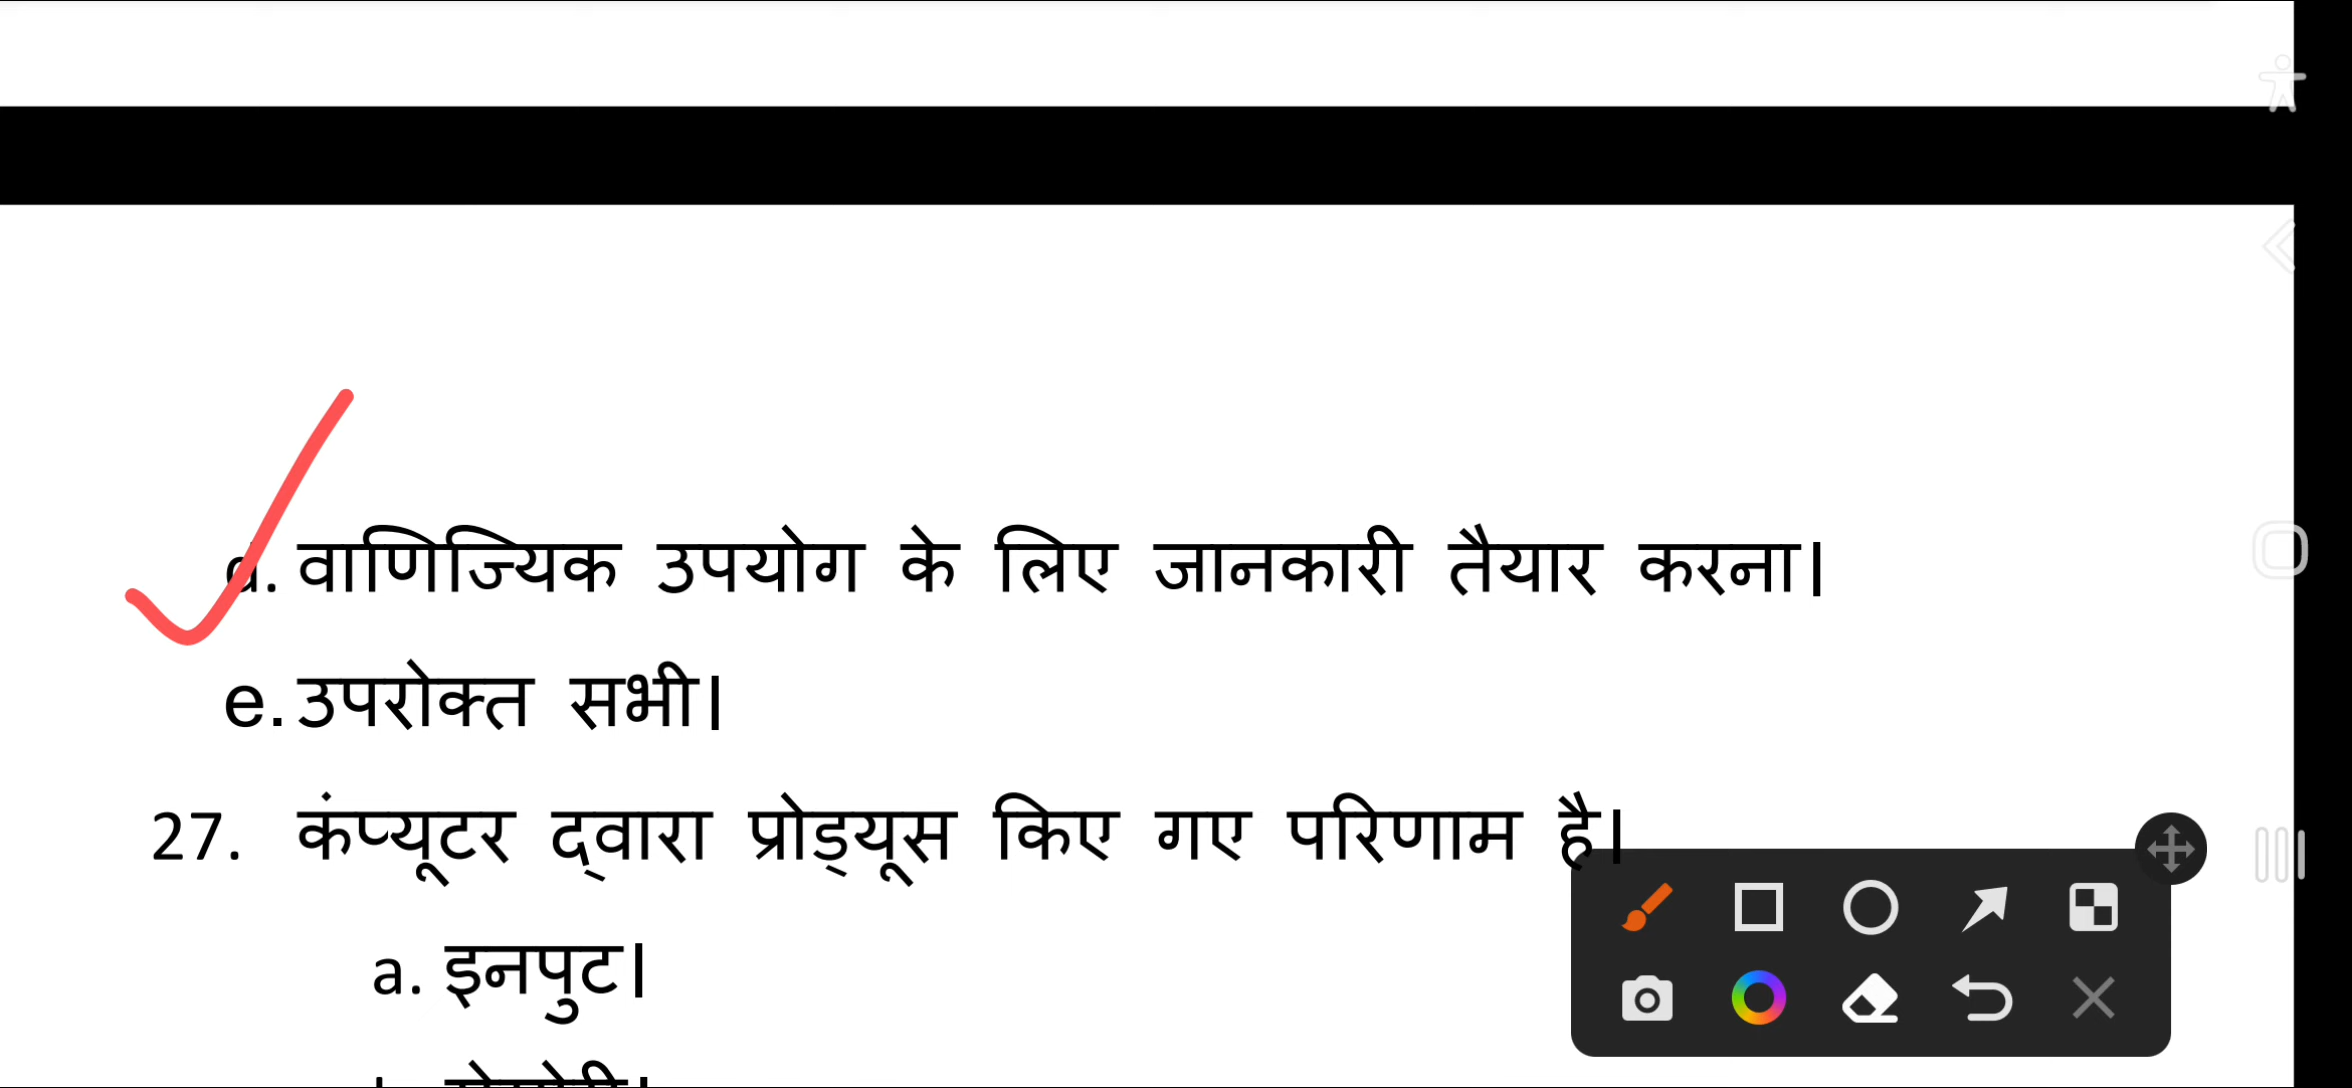 d. वाणिज्यिक उपयोग के लिए जानकारी तैयार करना।
e. उपरोक्त सभी।
27. कंप्यूटर द्वारा प्रोड्यूस किए गए परिणाम है।
a. इनपुट।